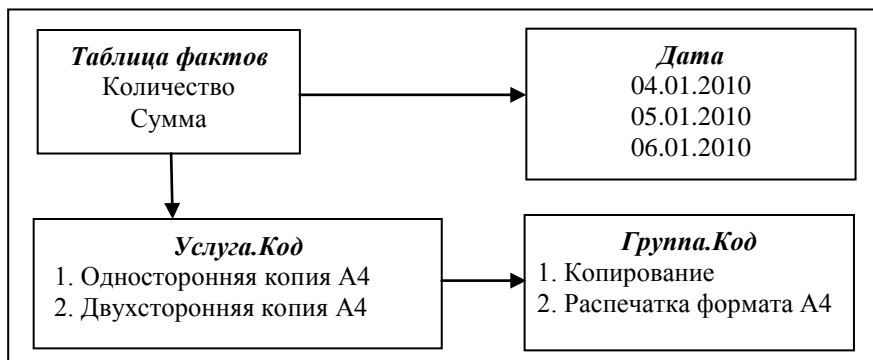 Таблица фактов
Количество
Сумма
Дата
04.01.2010
05.01.2010
06.01.2010
Услуга.Код
1. Односторонняя копия А4
2. Двухсторонняя копия А4
Группа.Код
1. Копирование
2. Распечатка формата А4